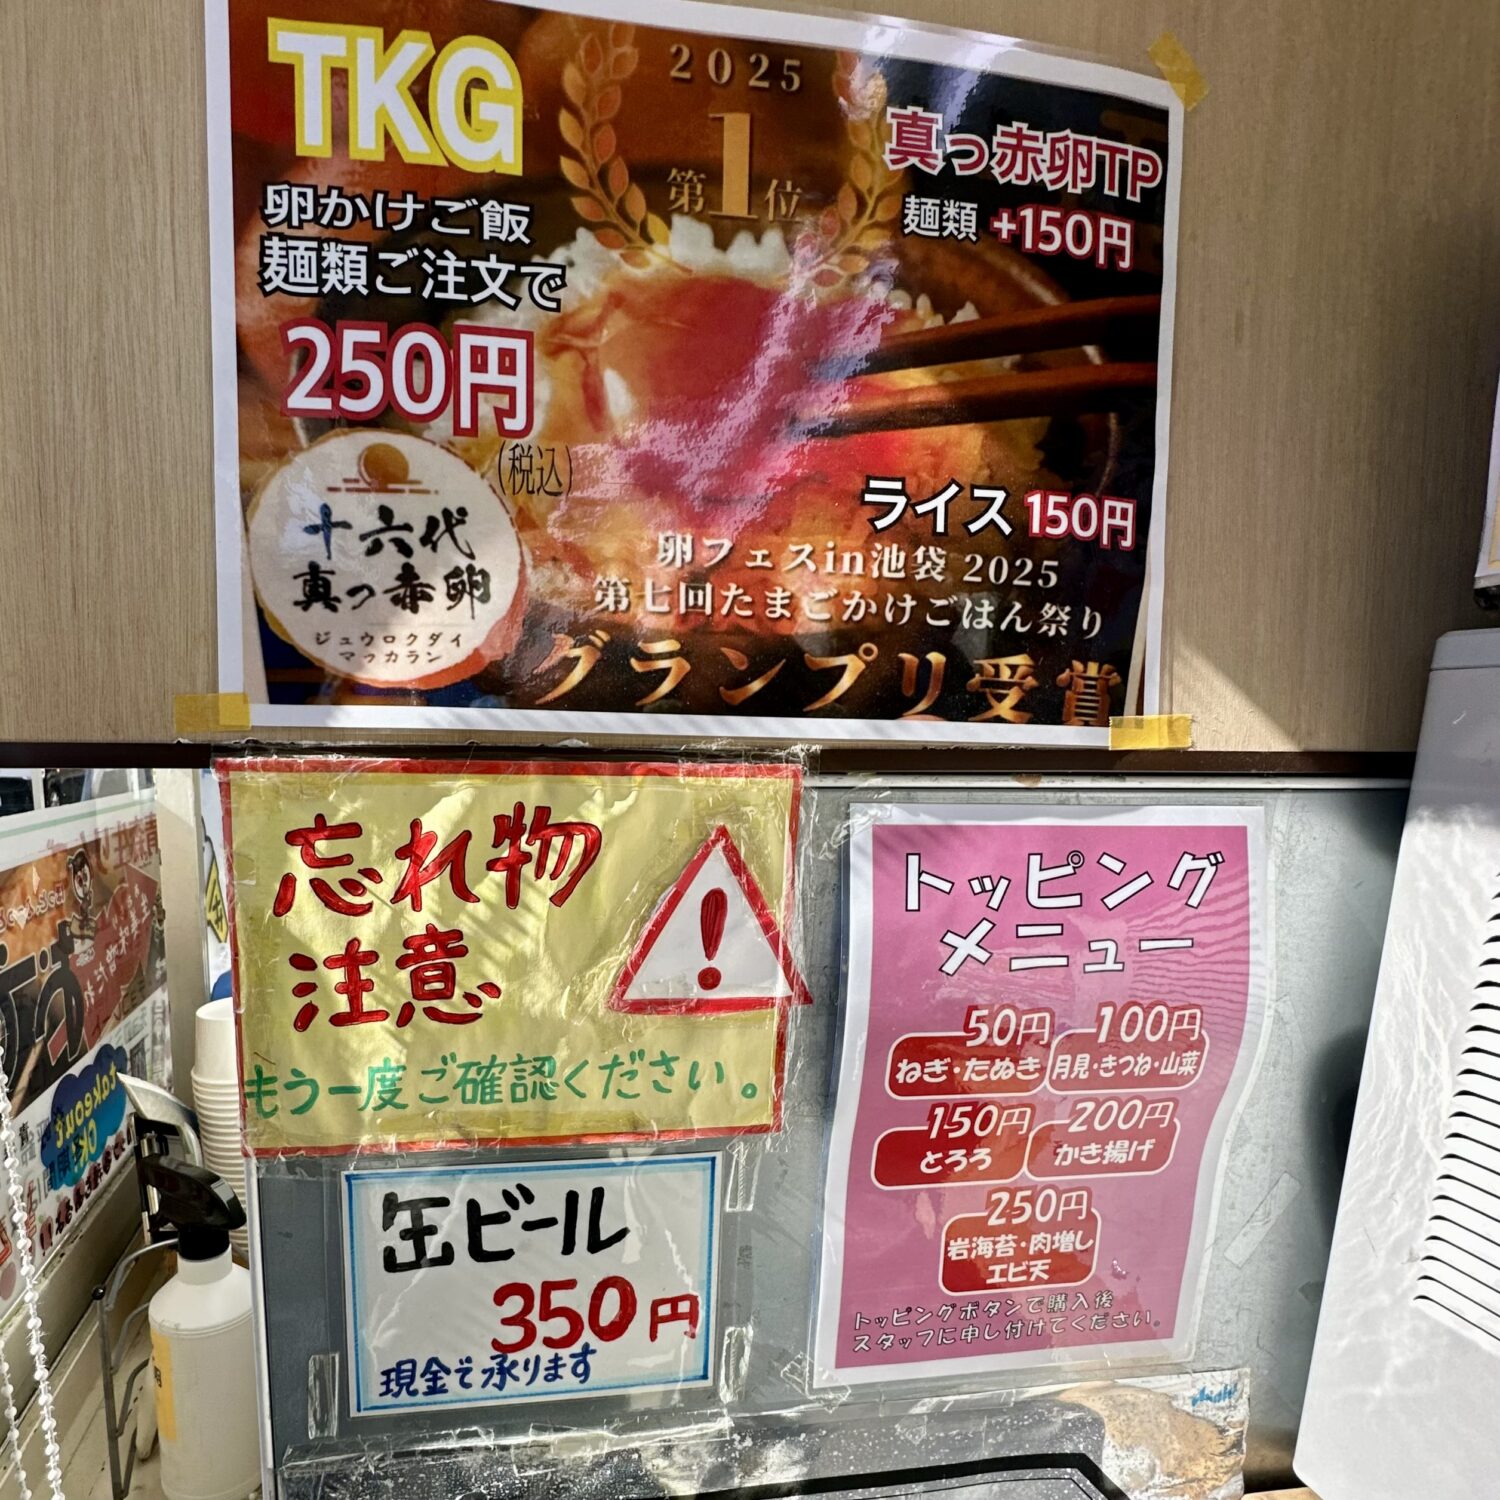 TKG
卵かけご飯
麺類ご注文で
250円
(税込)
2025
第1位
真っ赤卵TP
麺類 +150円
ライス 150円
十六代
真っ赤卵
ジュウロクダイ
マッカラン
卵フェスin池袋 2025
第七回たまごかけごはん祭り
グランプリ受賞
忘れ物
注意
もう一度ご確認ください。
缶ビール
350円
現金で承ります
トッピング
メニュー
50円
ねぎ・たぬき
100円
月見・きつね・山菜
150円
とろろ
200円
かき揚げ
250円
岩海苔・肉増し
エビ天
トッピングボタンで購入後
スタッフに申し付けてください。
takeout
OK